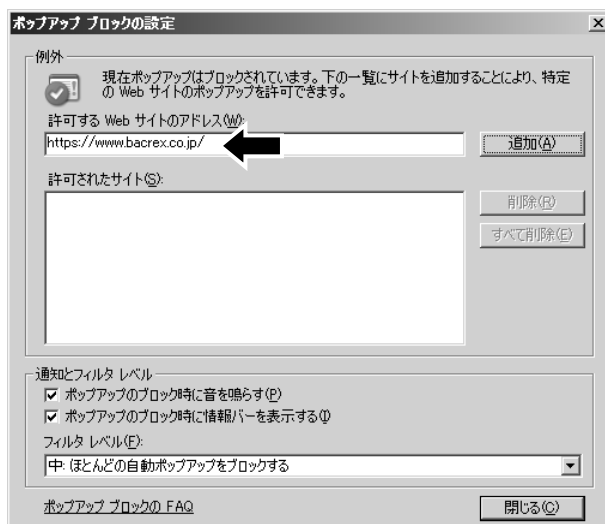 ポップアップ ブロックの設定
例外
現在ポップアップはブロックされています。下の一覧にサイトを追加することにより、特定
の Web サイトのポップアップを許可できます。
許可する Web サイトのアドレス(W):
https://www.bacrex.co.jp/
追加(A)
許可されたサイト(S):
削除(R)
すべて削除(E)
通知とフィルタ レベル
ポップアップのブロック時に音を鳴らす(P)
ポップアップのブロック時に情報バーを表示する(I)
フィルタ レベル(F):
中: ほとんどの自動ポップアップをブロックする
ポップアップ ブロックの FAQ
閉じる(C)